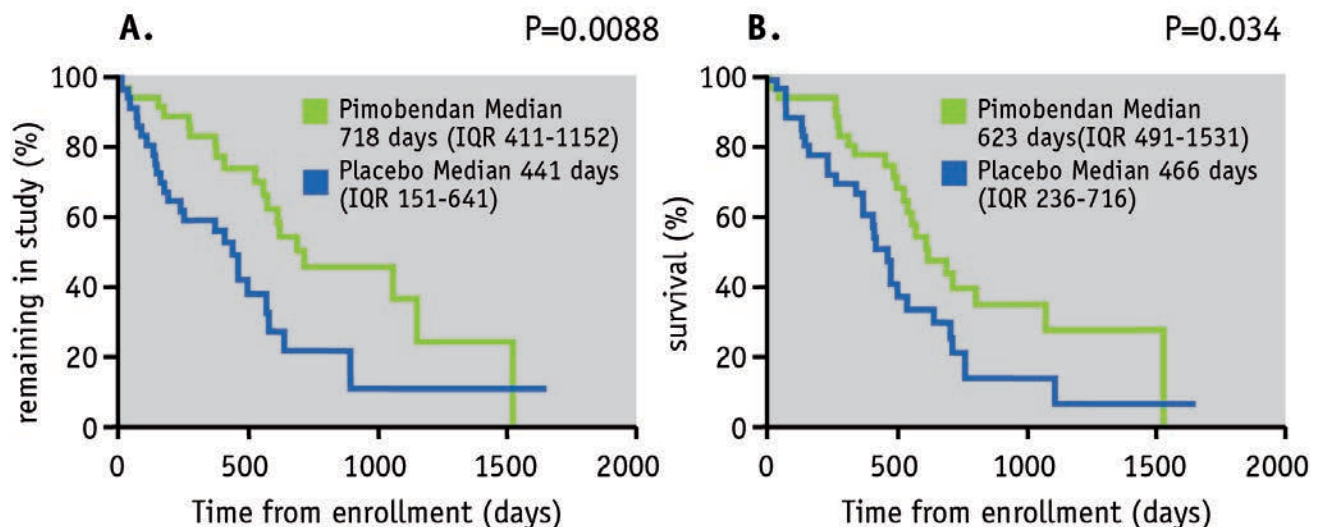 A.
P=0.0088
remaining in study (%)
100
80
60
40
20
0
Pimobendan Median
718 days (IQR 411-1152)
Placebo Median 441 days
(IQR 151-641)
0 500 1000 1500 2000
Time from enrollment (days)
B.
P=0.034
survival (%)
100
80
60
40
20
0
Pimobendan Median
623 days(IQR 491-1531)
Placebo Median 466 days
(IQR 236-716)
0 500 1000 1500 2000
Time from enrollment (days)